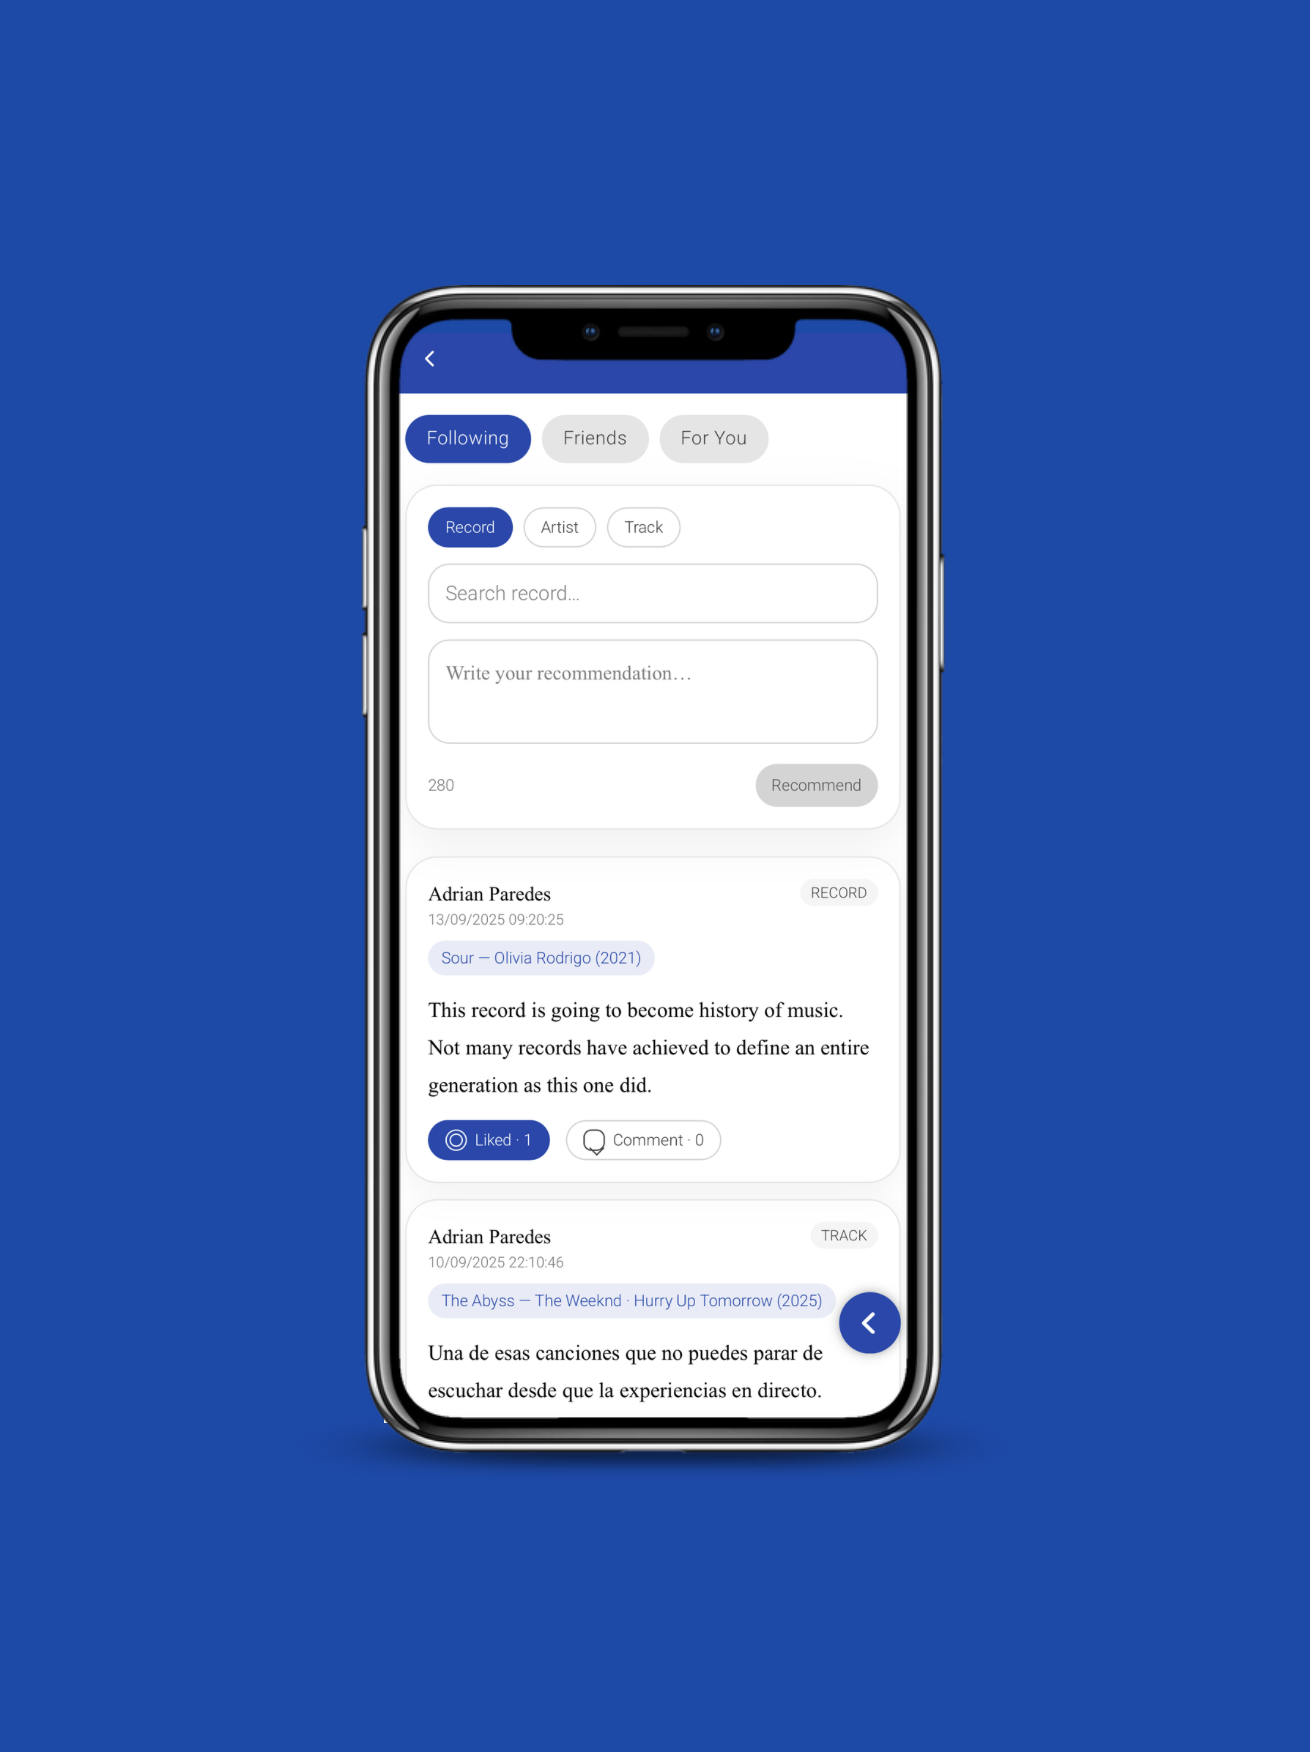 Following Friends For You
Record Artist Track
Search record...
Write your recommendation...
280 Recommend
Adrian Paredes RECORD
13/09/2025 09:20:25
Sour — Olivia Rodrigo (2021)
This record is going to become history of music.
Not many records have achieved to define an entire
generation as this one did.
Liked · 1 Comment · 0
Adrian Paredes TRACK
10/09/2025 22:10:46
The Abyss — The Weeknd · Hurry Up Tomorrow (2025)
Una de esas canciones que no puedes parar de
escuchar desde que la experiencias en directo.